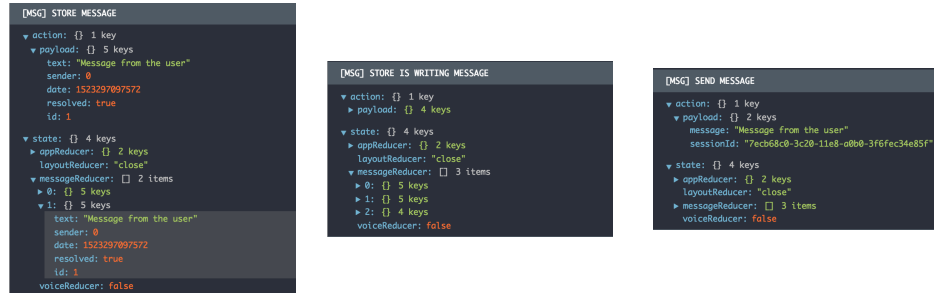 [MSG] STORE MESSAGE
▼ action: {} 1 key
▼ payload: {} 5 keys
text: "Message from the user"
sender: 0
date: 1523297097572
resolved: true
id: 1
▼ state: {} 4 keys
▶ appReducer: {} 2 keys
layoutReducer: "close"
▼ messageReducer: [] 2 items
▶ 0: {} 5 keys
▼ 1: {} 5 keys
text: "Message from the user"
sender: 0
date: 1523297097572
resolved: true
id: 1
voiceReducer: false
[MSG] STORE IS WRITING MESSAGE
▼ action: {} 1 key
▶ payload: {} 4 keys
▼ state: {} 4 keys
▶ appReducer: {} 2 keys
layoutReducer: "close"
▼ messageReducer: [] 3 items
▶ 0: {} 5 keys
▶ 1: {} 5 keys
▶ 2: {} 4 keys
voiceReducer: false
[MSG] SEND MESSAGE
▼ action: {} 1 key
▼ payload: {} 2 keys
message: "Message from the user"
sessionId: "7ecb68c0-3c20-11e8-a0b0-3f6fec34e85f"
▼ state: {} 4 keys
▶ appReducer: {} 2 keys
layoutReducer: "close"
▶ messageReducer: [] 3 items
voiceReducer: false